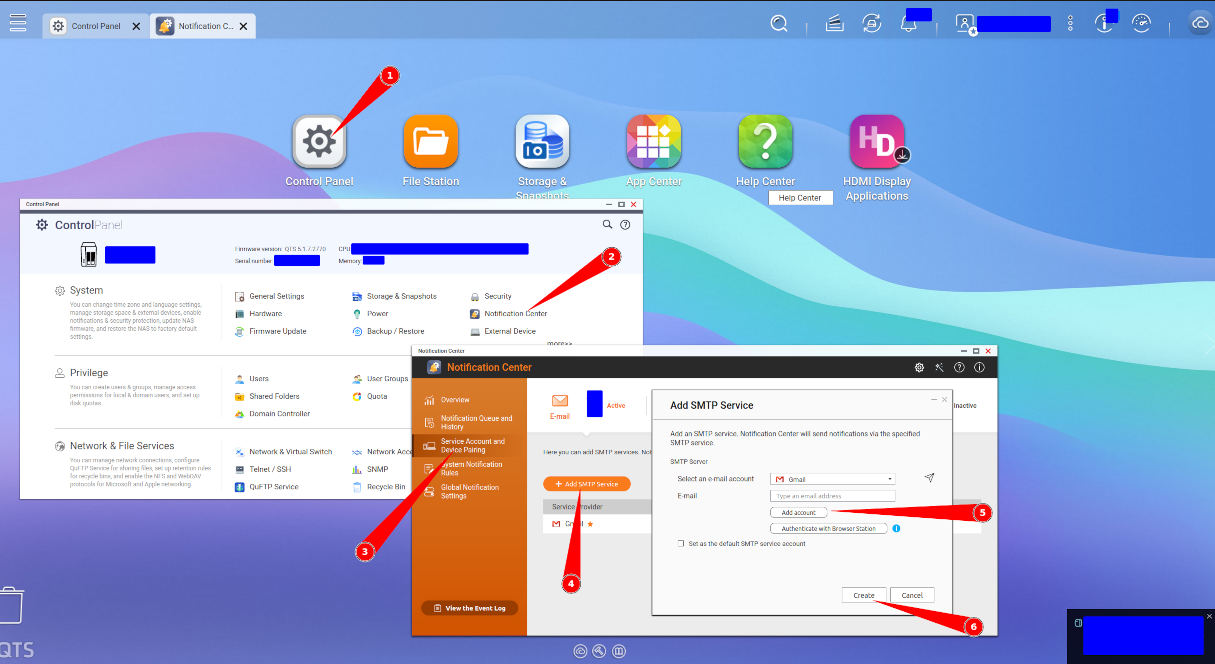 Control Panel
Notification C...
1
Control Panel
File Station
Storage &
Snapshots
App Center
Help Center
HD
HDMI Display
Applications
Help Center
Control Panel
ControlPanel
Firmware version: QTS 5.1.7.2770
CPU
Serial number
Memory
2
System
You can change time zone and language settings,
manage storage space & external devices, enable
notifications & security protection, update NAS
firmware, and restore the NAS to factory default
settings.
General Settings
Storage & Snapshots
Security
Hardware
Power
Notification Center
Firmware Update
Backup / Restore
External Device
more>>
Privilege
You can create users & groups, manage access
permissions for local & domain users, and set up
disk quotas.
Users
User Groups
Shared Folders
Quota
Domain Controller
Network & File Services
You can manage network connections, configure
QuFTP Service for sharing files, set up retention rules
for recycle bins, and enable the NFS and WebDAV
protocols for Microsoft and Apple networking.
Network & Virtual Switch
Network Acc
Telnet / SSH
SNMP
QuFTP Service
Recycle Bin
Notification Center
Notification Center
Overview
Notification Queue and
History
Service Account and
Device Pairing
System Notification
Rules
Global Notification
Settings
View the Event Log
E-mail
Active
Inactive
Here you can add SMTP services. Not
+ Add SMTP Service
Service Provider
Gmail
Add SMTP Service
Add an SMTP service. Notification Center will send notifications via the specified
SMTP service.
SMTP Server
Select an e-mail account
Gmail
E-mail
Type an email address
Add account
Authenticate with Browser Station
Set as the default SMTP service account
Create
Cancel
3
4
5
6
QTS